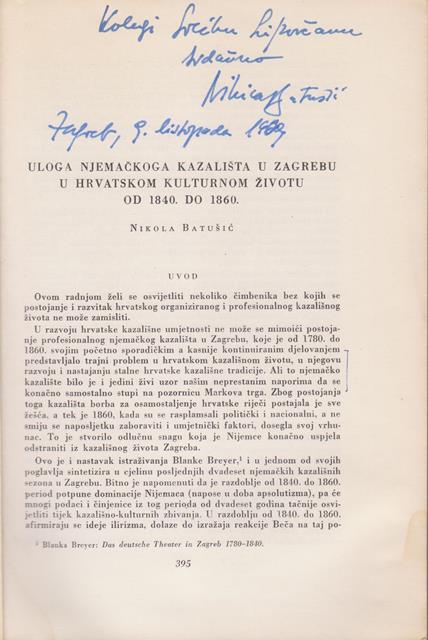 Kolegi Srećku Lipovčanu
srdačno
Nikica Batušić
Zagreb, 9. listopada 1969
ULOGA NJEMAČKOGA KAZALIŠTA U ZAGREBU
U HRVATSKOM KULTURNOM ŽIVOTU
OD 1840. DO 1860.
NIKOLA BATUŠIĆ
UVOD
Ovom radnjom želi se osvijetliti nekoliko čimbenika bez kojih se
postojanje i razvitak hrvatskog organiziranog i profesionalnog kazališnog
života ne može zamisliti.
U razvoju hrvatske kazališne umjetnosti ne može se mimoići postoja-
nje profesionalnog njemačkog kazališta u Zagrebu, koje je od 1780. do
1860. svojim početno sporadičkim a kasnije kontinuiranim djelovanjem
predstavljalo trajni problem u hrvatskom kazališnom životu, u njegovu
razvoju i nastajanju stalne hrvatske kazališne tradicije. Ali to njemačko
kazalište bilo je i jedini živi uzor našim neprestanim naporima da se
konačno samostalno stupi na pozornicu Markova trga. Zbog postojanja
toga kazališta borba za osamostaljenje hrvatske riječi postajala je sve
žešća, a tek je 1860, kada su se rasplamsali politički i nacionalni, a ne
smiju se naposljetku zaboraviti i umjetnički faktori, dosegla svoj vrhu-
nac. To je stvorilo odlučnu snagu koja je Nijemce konačno uspjela
odstraniti iz kazališnog života Zagreba.
Ovo je i nastavak istraživanja Blanke Breyer,¹ i u jednom od svojih
poglavlja sintetizira u cjelinu posljednjih dvadeset njemačkih kazališnih
sezona u Zagrebu. Bitno je napomenuti da je razdoblje od 1840. do 1860.
period potpune dominacije Nijemaca (napose u doba apsolutizma), pa će
mnogi podaci i činjenice iz tog perioda od dvadeset godina tačnije osvi-
jetliti tijek kazališno-kulturnih zbivanja. U razdoblju od 1840. do 1860.
afirmiraju se ideje ilirizma, dolaze do izražaja reakcije Beča na taj po-
¹ Blanka Breyer: Das deutsche Theater in Zagreb 1780–1840.
395